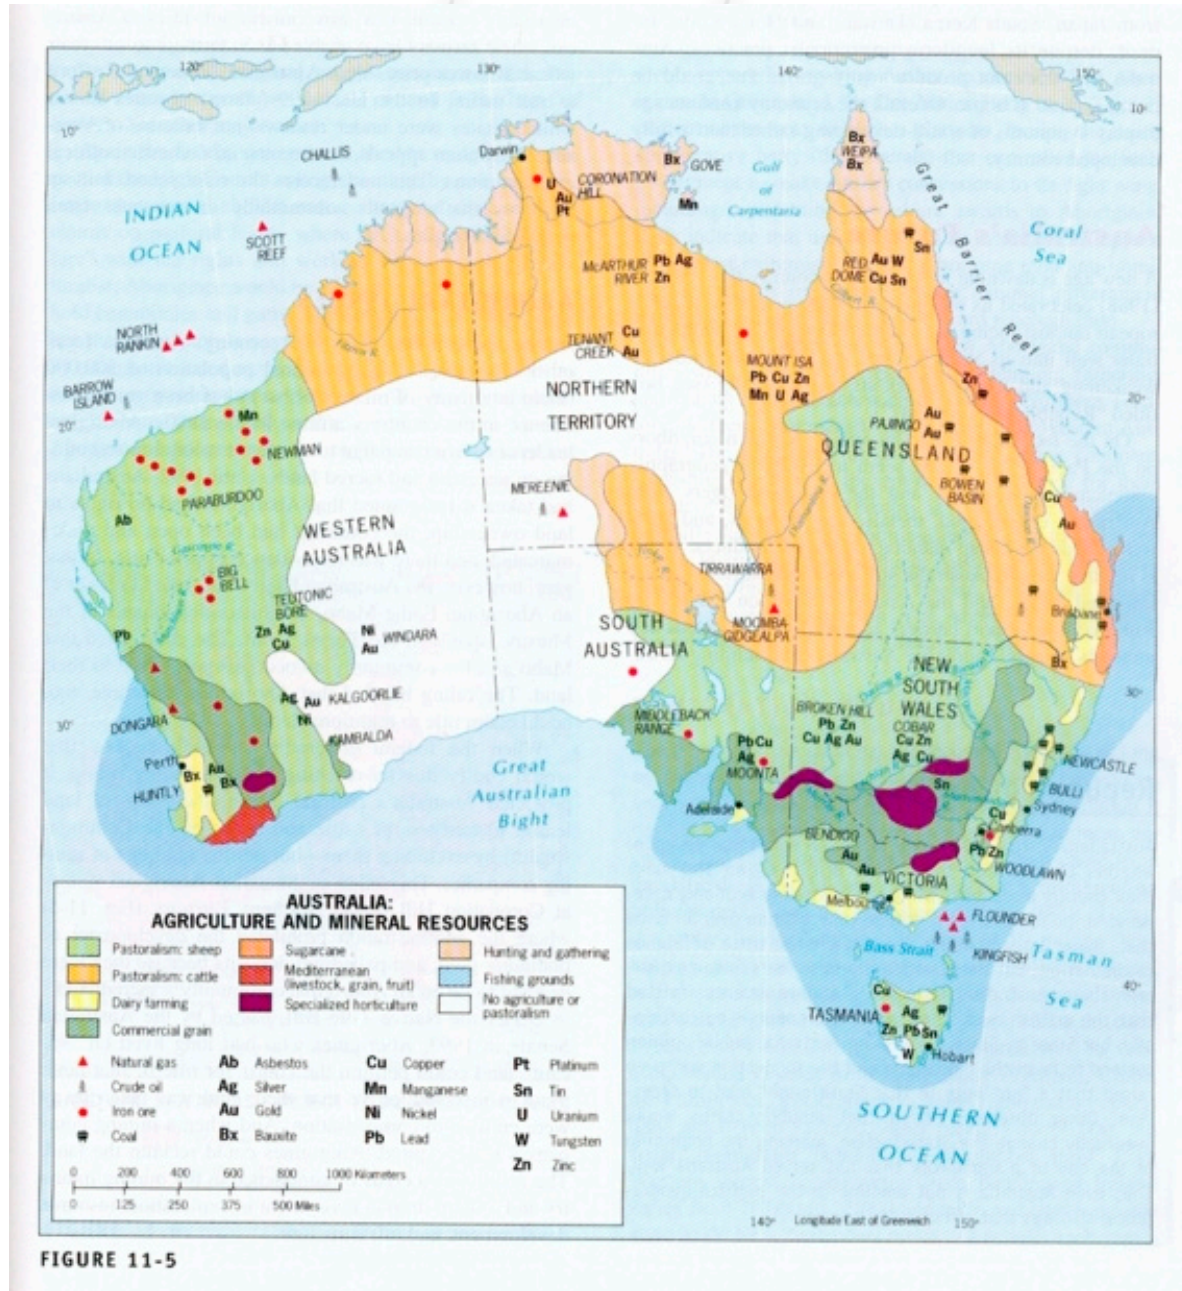 120°
130°
140°
150°
10°
10°
CHALLIS
Darwin
U
Au
Pt
CORONATION
HILL
Bx
GOVE
Mn
Gulf
of
Carpentaria
Bx
WEIPA
Bx
Great
Barrier
Reef
Coral
Sea
INDIAN
OCEAN
SCOTT
REEF
McARTHUR
RIVER
Pb Ag
Zn
RED
DOME
Au W
Cu Sn
Sn
Gilbert R.
NORTH
RANKIN
TENANT
CREEK
Cu
Au
MOUNT ISA
Pb Cu Zn
Mn U Ag
Zn
BARROW
ISLAND
20°
20°
NORTHERN
TERRITORY
Mn
NEWMAN
PARABURDOO
PAJINGO
Au
Au
QUEENSLAND
BOWEN
BASIN
Cu
Au
MEREENIE
Ab
WESTERN
AUSTRALIA
Gascoyne R.
BIG
BELL
TEUTONIC
BORE
Zn Ag
Cu
Ni
Au
WINDARA
Pb
TIRRAWARRA
MOOMBA
GIDGEALPA
Brisbane
Bx
SOUTH
AUSTRALIA
NEW
SOUTH
WALES
30°
30°
Ag Au
Ni
KALGOORLIE
KAMBALDA
DONGARA
Perth
HUNTLY
Bx
Au
Bx
MIDDLEBACK
RANGE
BROKEN HILL
Pb Zn
Cu Ag Au
COBAR
Cu Zn
Ag Cu
Pb Cu
Ag
MOONTA
Sn
NEWCASTLE
BULLI
Sydney
Great
Australian
Bight
Adelaide
Cu
Canberra
Pb Zn
WOODLAWN
BENDIGO
Au
Au
VICTORIA
Melbourne
FLOUNDER
KINGFISH
Bass Strait
Tasman
Sea
40°
Cu
TASMANIA
Ag
Zn Pb Sn
W
Hobart
SOUTHERN
OCEAN
140°
Longitude East of Greenwich
150°
AUSTRALIA:
AGRICULTURE AND MINERAL RESOURCES
Pastoralism: sheep
Pastoralism: cattle
Dairy farming
Commercial grain
Sugarcane
Mediterranean
(livestock, grain, fruit)
Specialized horticulture
Hunting and gathering
Fishing grounds
No agriculture or
pastoralism
Natural gas
Crude oil
Iron ore
Coal
Ab Asbestos
Ag Silver
Au Gold
Bx Bauxite
Cu Copper
Mn Manganese
Ni Nickel
Pb Lead
Pt Platinum
Sn Tin
U Uranium
W Tungsten
Zn Zinc
0 200 400 600 800 1000 Kilometers
0 125 250 375 500 Miles
FIGURE 11-5